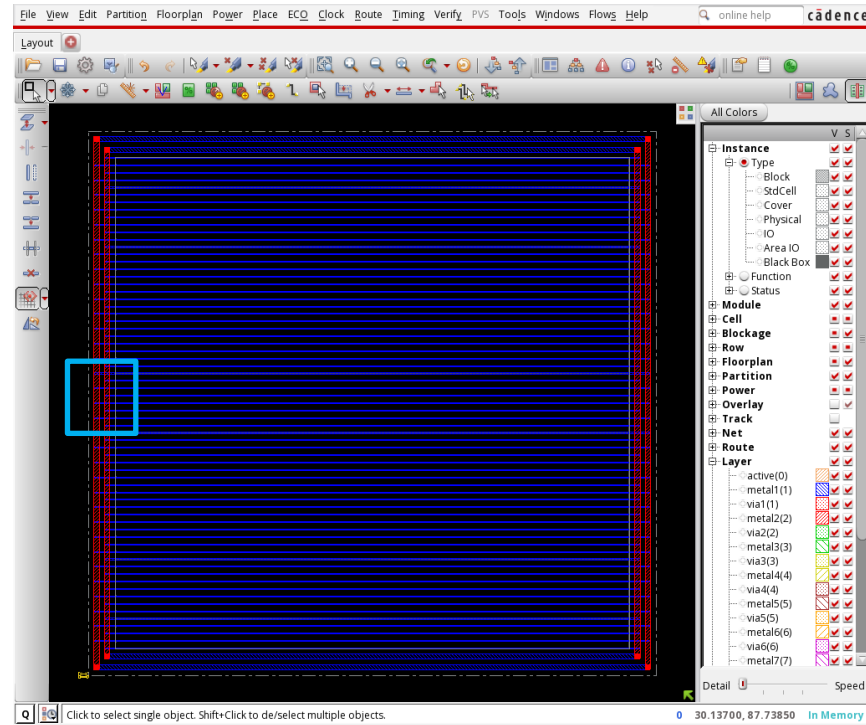 File View Edit Partition Floorplan Power Place ECO Clock Route Timing Verify PVS Tools Windows Flows Help online help cādence
Layout
All Colors
V S
Instance
Type
Block
StdCell
Cover
Physical
IO
Area IO
Black Box
Function
Status
Module
Cell
Blockage
Row
Floorplan
Partition
Power
Overlay
Track
Net
Route
Layer
active(0)
metal1(1)
via1(1)
metal2(2)
via2(2)
metal3(3)
via3(3)
metal4(4)
via4(4)
metal5(5)
via5(5)
metal6(6)
via6(6)
metal7(7)
Detail Speed
Q Click to select single object. Shift+Click to de/select multiple objects. 0 30.13700, 87.73850 In Memory